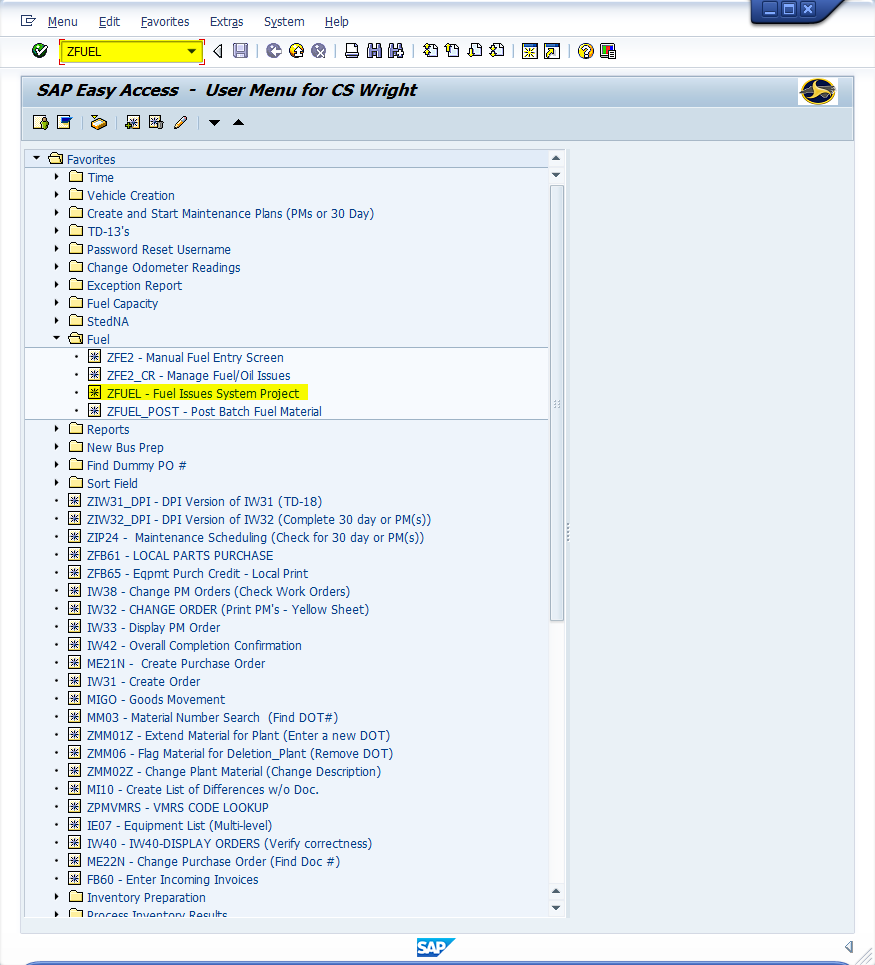 Menu Edit Favorites Extras System Help
ZFUEL
SAP Easy Access - User Menu for CS Wright
Favorites
Time
Vehicle Creation
Create and Start Maintenance Plans (PMs or 30 Day)
TD-13's
Password Reset Username
Change Odometer Readings
Exception Report
Fuel Capacity
StedNA
Fuel
ZFE2 - Manual Fuel Entry Screen
ZFE2_CR - Manage Fuel/Oil Issues
ZFUEL - Fuel Issues System Project
ZFUEL_POST - Post Batch Fuel Material
Reports
New Bus Prep
Find Dummy PO #
Sort Field
ZIW31_DPI - DPI Version of IW31 (TD-18)
ZIW32_DPI - DPI Version of IW32 (Complete 30 day or PM(s))
ZIP24 - Maintenance Scheduling (Check for 30 day or PM(s))
ZFB61 - LOCAL PARTS PURCHASE
ZFB65 - Eqpmt Purch Credit - Local Print
IW38 - Change PM Orders (Check Work Orders)
IW32 - CHANGE ORDER (Print PM's - Yellow Sheet)
IW33 - Display PM Order
IW42 - Overall Completion Confirmation
ME21N - Create Purchase Order
IW31 - Create Order
MIGO - Goods Movement
MM03 - Material Number Search (Find DOT#)
ZMM01Z - Extend Material for Plant (Enter a new DOT)
ZMM06 - Flag Material for Deletion_Plant (Remove DOT)
ZMM02Z - Change Plant Material (Change Description)
MI10 - Create List of Differences w/o Doc.
ZPMVMRS - VMRS CODE LOOKUP
IE07 - Equipment List (Multi-level)
IW40 - IW40-DISPLAY ORDERS (Verify correctness)
ME22N - Change Purchase Order (Find Doc #)
FB60 - Enter Incoming Invoices
Inventory Preparation
Process Inventory Results
SAP